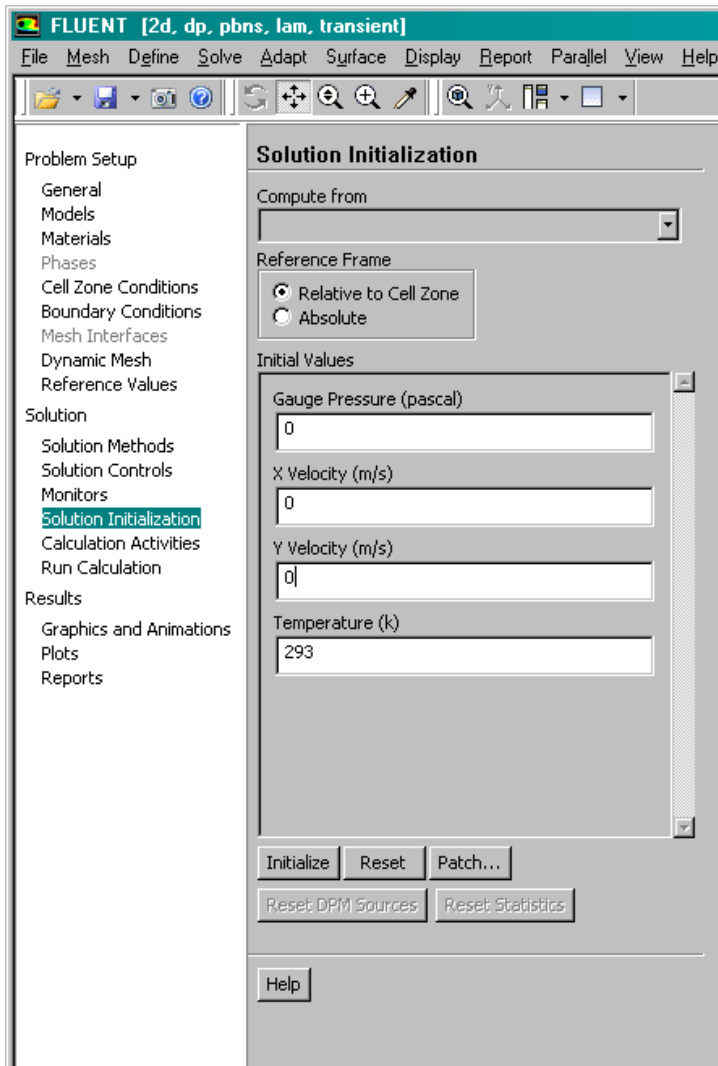 FLUENT [2d, dp, pbns, lam, transient]
File Mesh Define Solve Adapt Surface Display Report Parallel View Help
Problem Setup
General
Models
Materials
Phases
Cell Zone Conditions
Boundary Conditions
Mesh Interfaces
Dynamic Mesh
Reference Values
Solution
Solution Methods
Solution Controls
Monitors
Solution Initialization
Calculation Activities
Run Calculation
Results
Graphics and Animations
Plots
Reports
Solution Initialization
Compute from
Reference Frame
Relative to Cell Zone
Absolute
Initial Values
Gauge Pressure (pascal)
0
X Velocity (m/s)
0
Y Velocity (m/s)
0
Temperature (k)
293
Initialize Reset Patch...
Reset DPM Sources Reset Statistics
Help